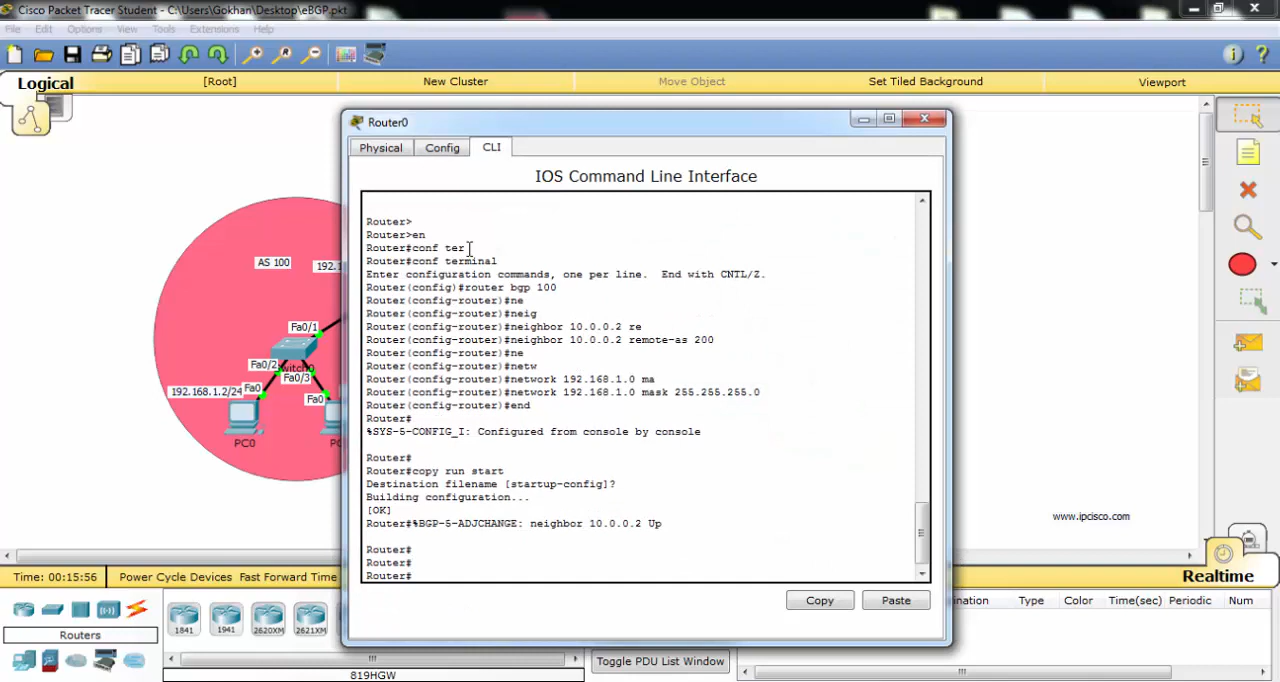 Cisco Packet Tracer Student - C:\Users\Gokhan\Desktop\eBGP.pkt
File Edit Options View Tools Extensions Help
Logical
[Root]
New Cluster
Move Object
Set Tiled Background
Viewport
Router0
Physical
Config
CLI
IOS Command Line Interface
Router>
Router>en
Router#conf ter
Router#conf terminal
Enter configuration commands, one per line.  End with CNTL/Z.
Router(config)#router bgp 100
Router(config-router)#ne
Router(config-router)#neig
Router(config-router)#neighbor 10.0.0.2 re
Router(config-router)#neighbor 10.0.0.2 remote-as 200
Router(config-router)#ne
Router(config-router)#netw
Router(config-router)#network 192.168.1.0 ma
Router(config-router)#network 192.168.1.0 mask 255.255.255.0
Router(config-router)#end
Router#
%SYS-5-CONFIG_I: Configured from console by console
Router#
Router#copy run start
Destination filename [startup-config]?
Building configuration...
[OK]
Router#%BGP-5-ADJCHANGE: neighbor 10.0.0.2 Up
Router#
Router#
Router#
Copy
Paste
AS 100
192.1
Fa0/1
Fa0/2
Fa0/3
192.168.1.2/24
Fa0
Fa0
PC0
www.ipcisco.com
Time: 00:15:56
Power Cycle Devices
Fast Forward Time
Realtime
Routers
1841
1941
2620XM
2621XM
819HGW
Toggle PDU List Window
ination
Type
Color
Time(sec)
Periodic
Num